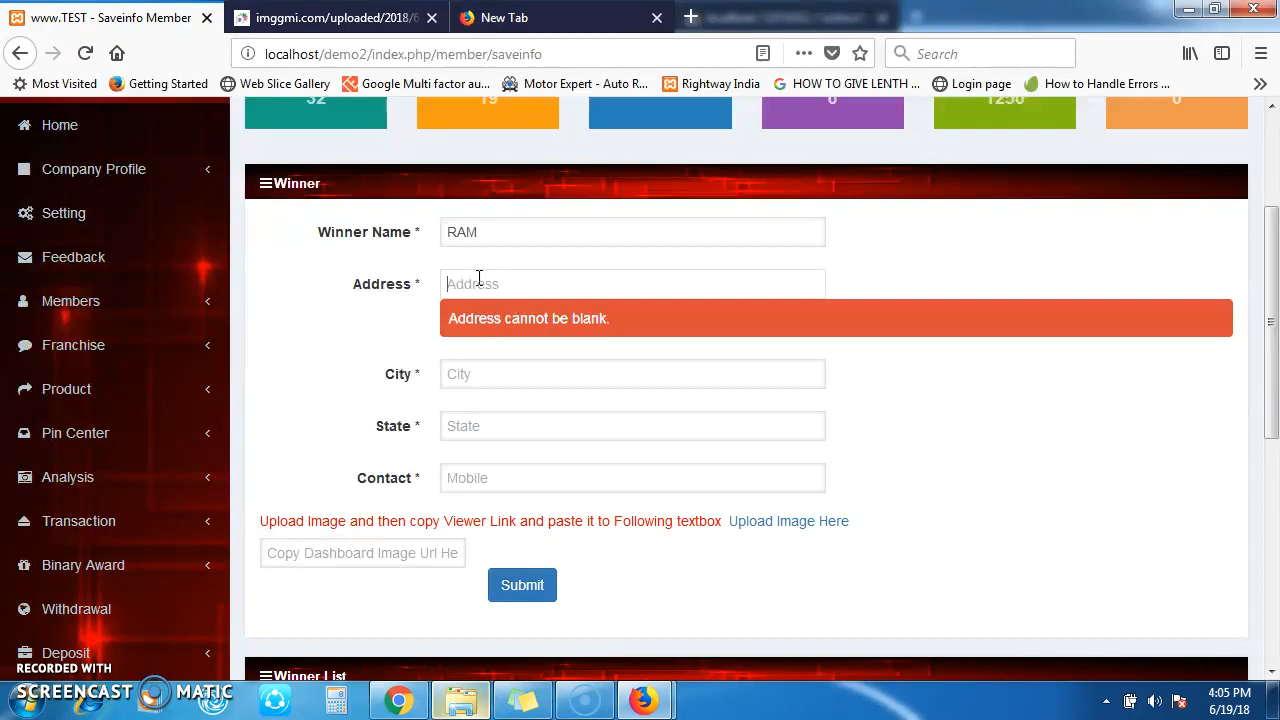 www.TEST - Saveinfo Member
imggmi.com/uploaded/2018/6
New Tab
localhost/demo2/index.php/member/saveinfo
Search
Most Visited
Getting Started
Web Slice Gallery
Google Multi factor au...
Motor Expert - Auto R...
Rightway India
HOW TO GIVE LENTH ...
Login page
How to Handle Errors ...
32
19
0
1250
0
Home
Company Profile
Setting
Feedback
Members
Franchise
Product
Pin Center
Analysis
Transaction
Binary Award
Withdrawal
Deposit
Winner
Winner Name *
RAM
Address *
Address
Address cannot be blank.
City *
City
State *
State
Contact *
Mobile
Upload Image and then copy Viewer Link and paste it to Following textbox Upload Image Here
Copy Dashboard Image Url He
Submit
Winner List
RECORDED WITH
SCREENCAST MATIC
4:05 PM
6/19/18